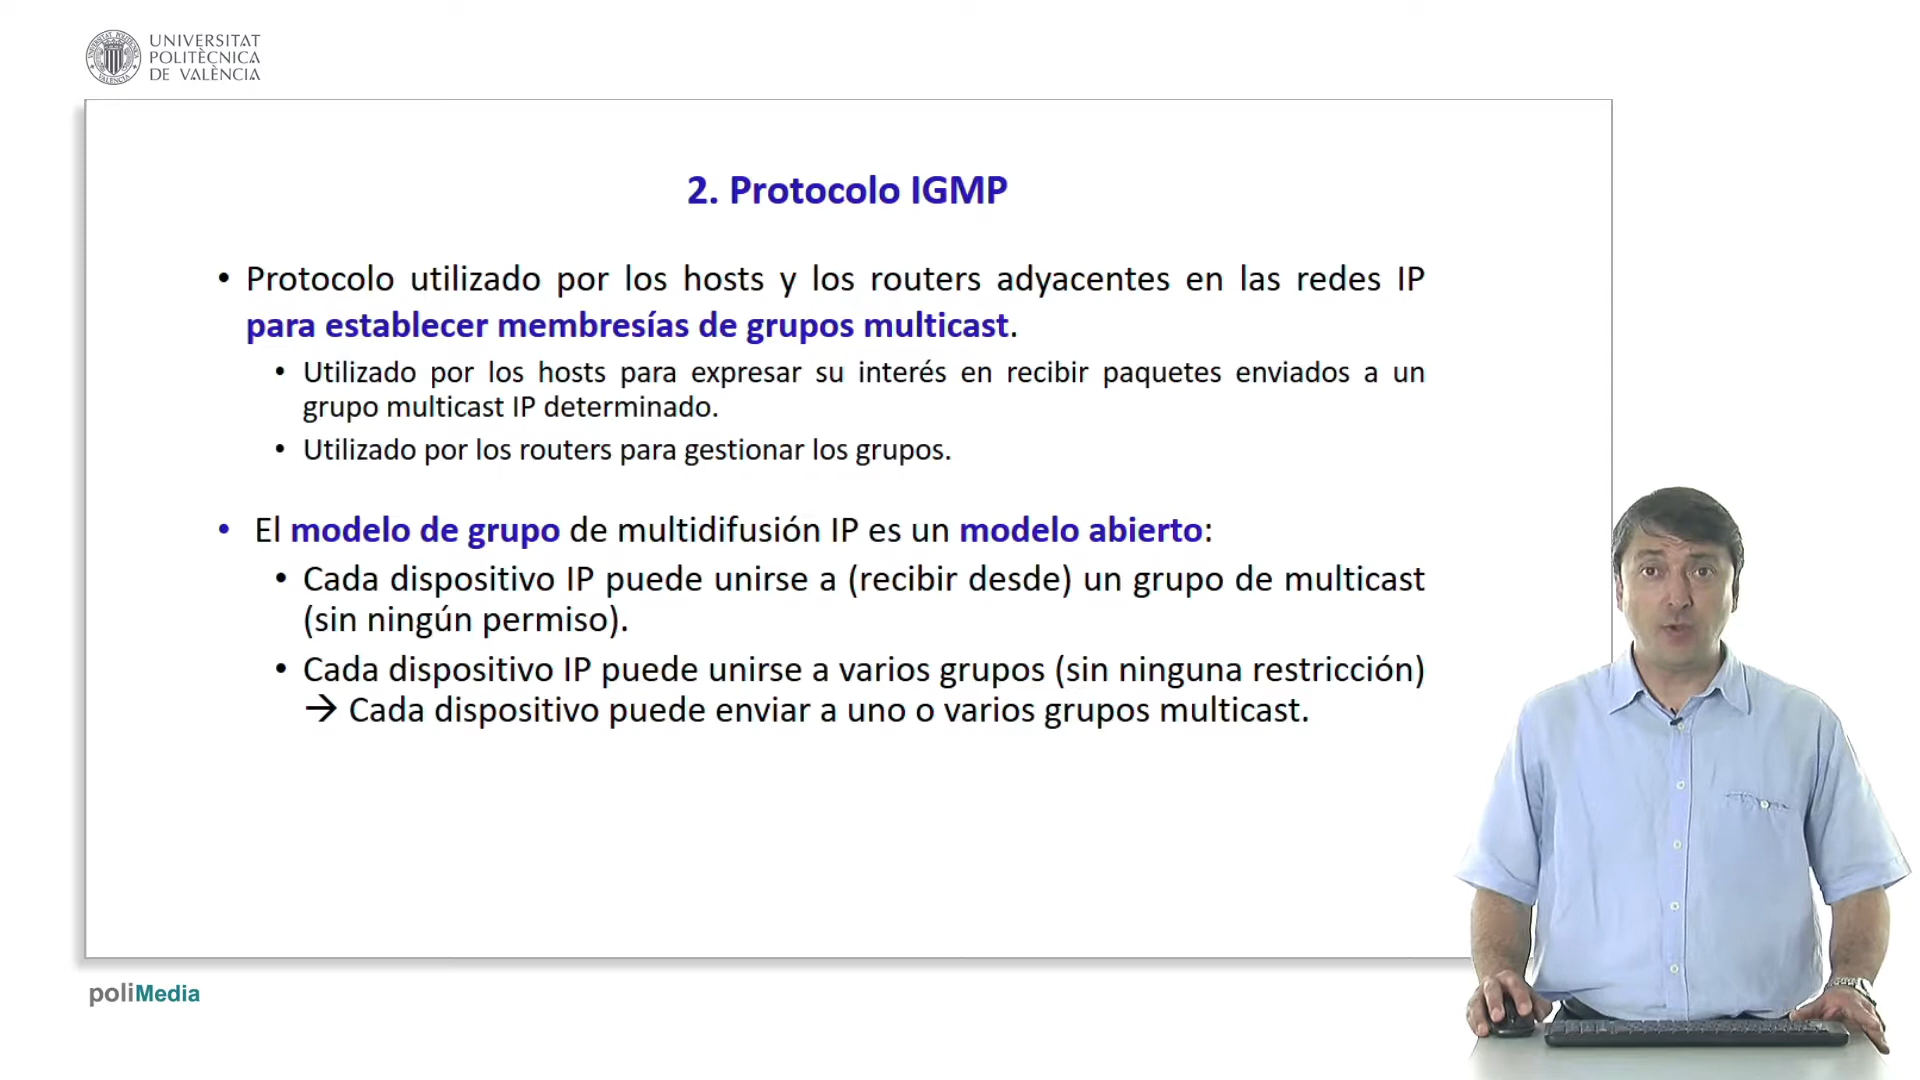 UNIVERSITAT
POLITÈCNICA
DE VALÈNCIA
2. Protocolo IGMP
• Protocolo utilizado por los hosts y los routers adyacentes en las redes IP
para establecer membresías de grupos multicast.
• Utilizado por los hosts para expresar su interés en recibir paquetes enviados a un
grupo multicast IP determinado.
• Utilizado por los routers para gestionar los grupos.
• El modelo de grupo de multidifusión IP es un modelo abierto:
• Cada dispositivo IP puede unirse a (recibir desde) un grupo de multicast
(sin ningún permiso).
• Cada dispositivo IP puede unirse a varios grupos (sin ninguna restricción)
→ Cada dispositivo puede enviar a uno o varios grupos multicast.
poliMedia